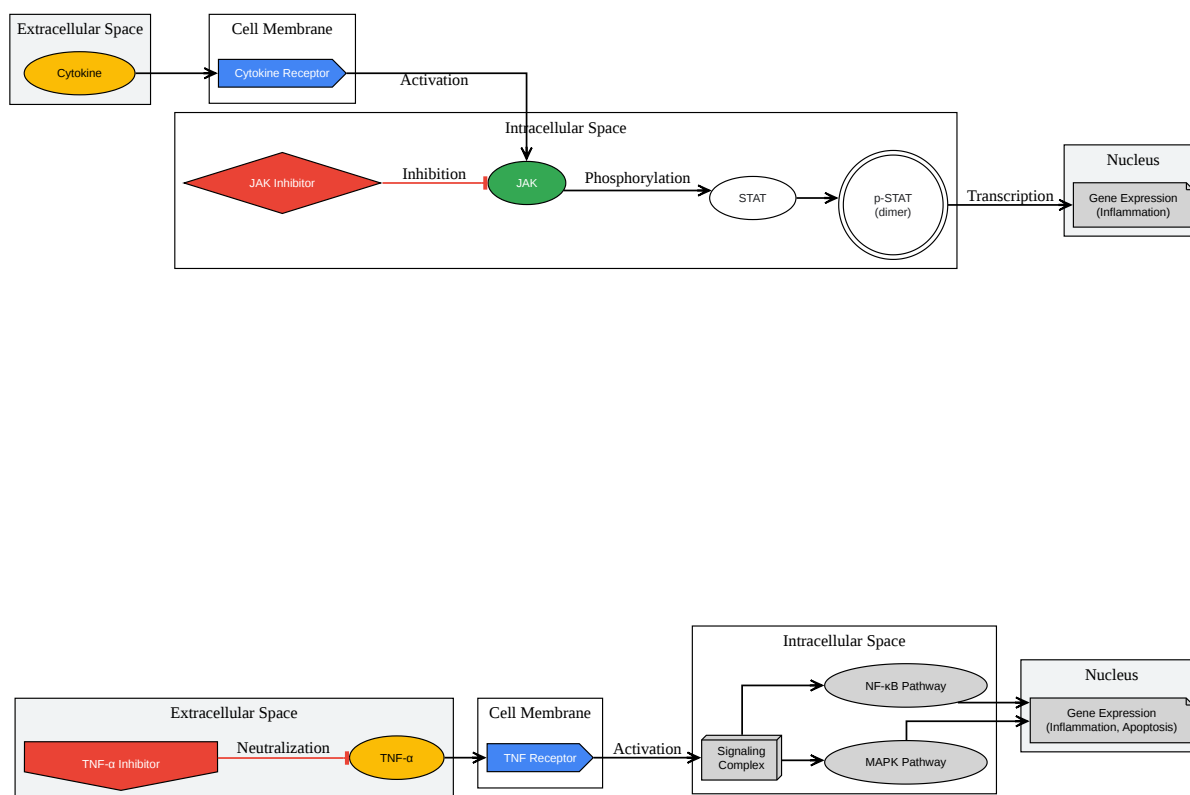 Extracellular Space
Cell Membrane
Cytokine
Cytokine Receptor
Activation
Intracellular Space
JAK Inhibitor
Inhibition
JAK
Phosphorylation
STAT
p-STAT
(dimer)
Transcription
Nucleus
Gene Expression
(Inflammation)
Extracellular Space
TNF-α Inhibitor
Neutralization
TNF-α
Cell Membrane
TNF Receptor
Activation
Intracellular Space
Signaling
Complex
NF-κB Pathway
MAPK Pathway
Nucleus
Gene Expression
(Inflammation, Apoptosis)